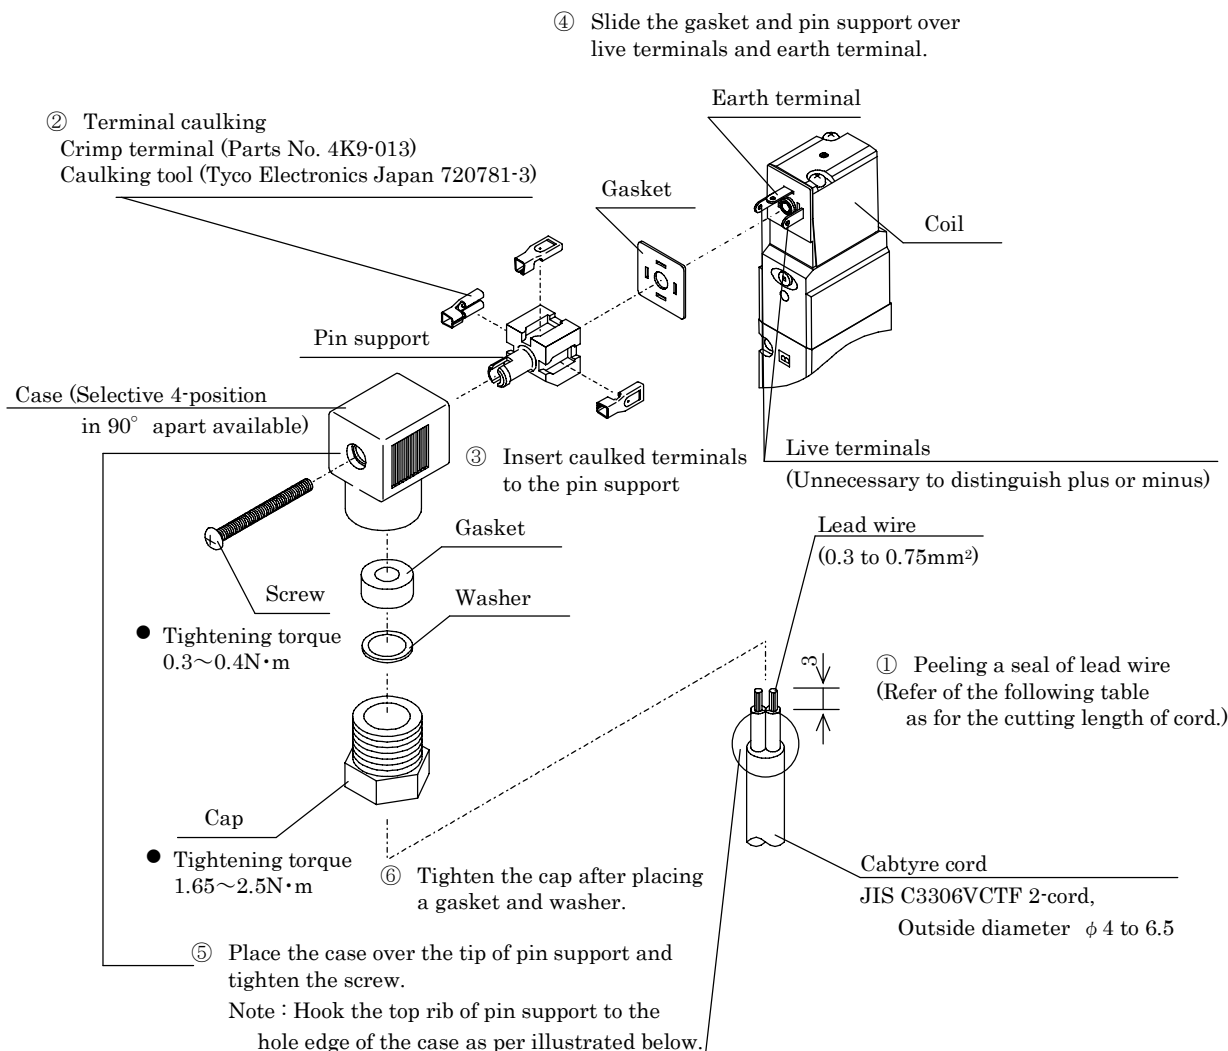 ④ Slide the gasket and pin support over
live terminals and earth terminal.
Earth terminal
② Terminal caulking
Crimp terminal (Parts No. 4K9-013)
Caulking tool (Tyco Electronics Japan 720781-3)
Gasket
Coil
Pin support
Case (Selective 4-position
in 90° apart available)
③ Insert caulked terminals
to the pin support
Live terminals
(Unnecessary to distinguish plus or minus)
Lead wire
(0.3 to 0.75mm²)
Gasket
Screw
Washer
● Tightening torque
0.3～0.4N･m
3
① Peeling a seal of lead wire
(Refer of the following table
as for the cutting length of cord.)
Cap
● Tightening torque
1.65～2.5N･m
⑥ Tighten the cap after placing
a gasket and washer.
Cabtyre cord
JIS C3306VCTF 2-cord,
Outside diameter φ4 to 6.5
⑤ Place the case over the tip of pin support and
tighten the screw.
Note : Hook the top rib of pin support to the
hole edge of the case as per illustrated below.